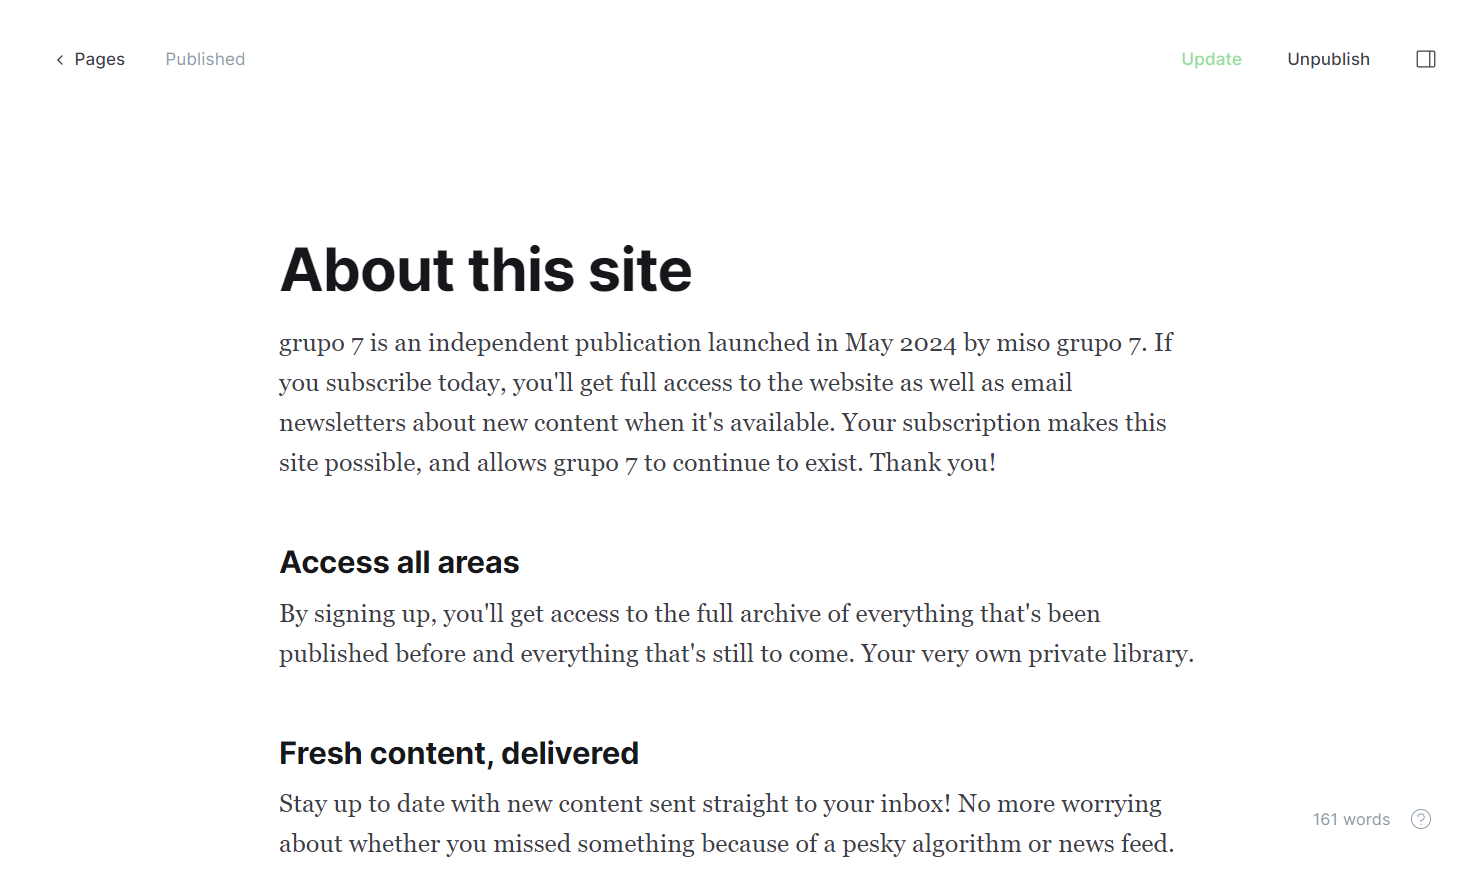 Pages
Published
Update
Unpublish
About this site
grupo 7 is an independent publication launched in May 2024 by miso grupo 7. If
you subscribe today, you'll get full access to the website as well as email
newsletters about new content when it's available. Your subscription makes this
site possible, and allows grupo 7 to continue to exist. Thank you!
Access all areas
By signing up, you'll get access to the full archive of everything that's been
published before and everything that's still to come. Your very own private library.
Fresh content, delivered
Stay up to date with new content sent straight to your inbox! No more worrying
about whether you missed something because of a pesky algorithm or news feed.
161 words
?